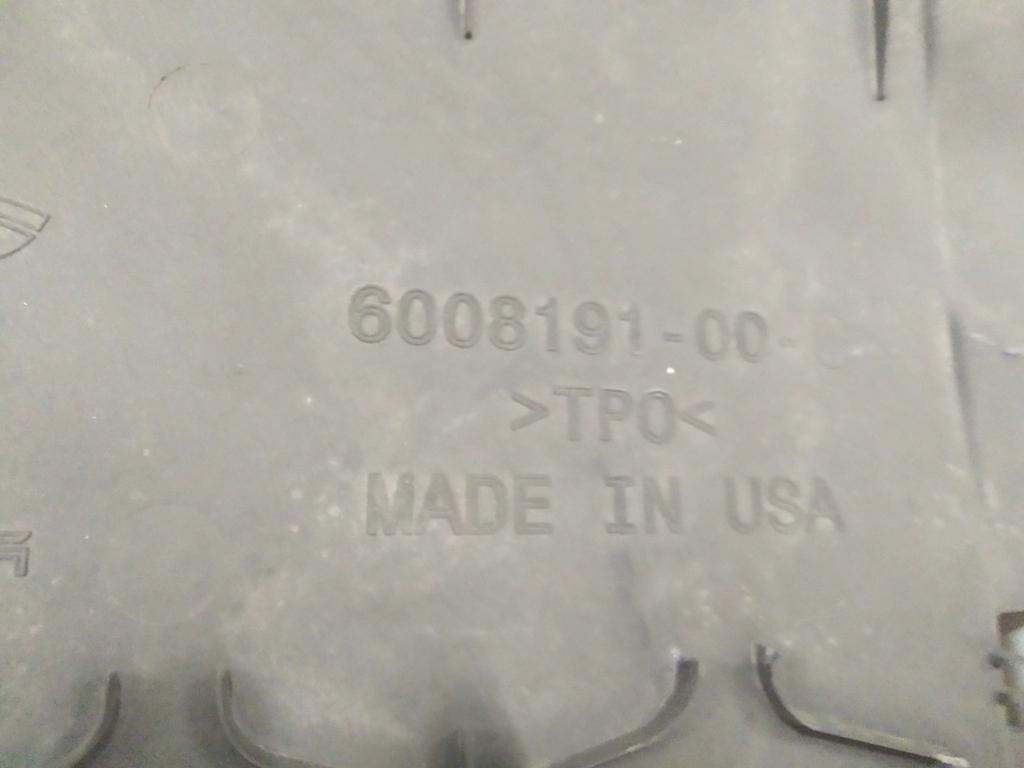 6008191-00-
>TPO<
MADE IN USA